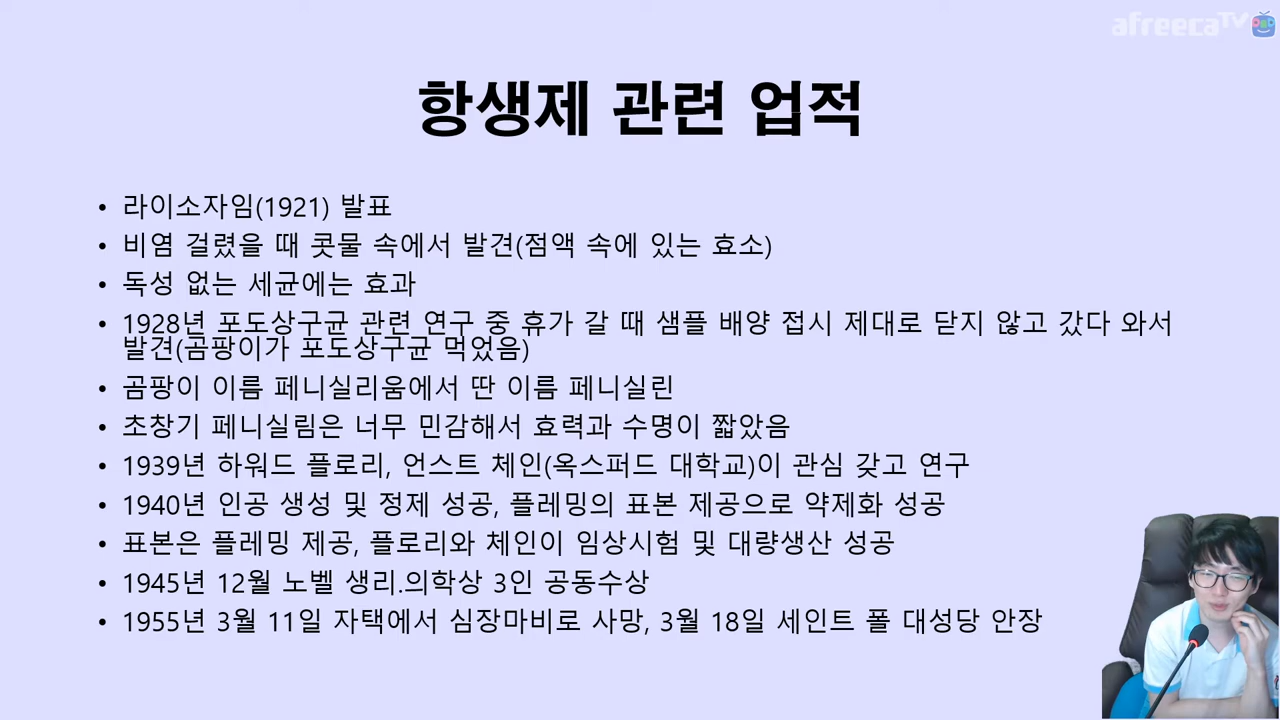 afreecaTV
항생제 관련 업적
• 라이소자임(1921) 발표
• 비염 걸렸을 때 콧물 속에서 발견(점액 속에 있는 효소)
• 독성 없는 세균에는 효과
• 1928년 포도상구균 관련 연구 중 휴가 갈 때 샘플 배양 접시 제대로 닫지 않고 갔다 와서
발견(곰팡이가 포도상구균 먹었음)
• 곰팡이 이름 페니실리움에서 딴 이름 페니실린
• 초창기 페니실림은 너무 민감해서 효력과 수명이 짧았음
• 1939년 하워드 플로리, 언스트 체인(옥스퍼드 대학교)이 관심 갖고 연구
• 1940년 인공 생성 및 정제 성공, 플레밍의 표본 제공으로 약제화 성공
• 표본은 플레밍 제공, 플로리와 체인이 임상시험 및 대량생산 성공
• 1945년 12월 노벨 생리.의학상 3인 공동수상
• 1955년 3월 11일 자택에서 심장마비로 사망, 3월 18일 세인트 폴 대성당 안장